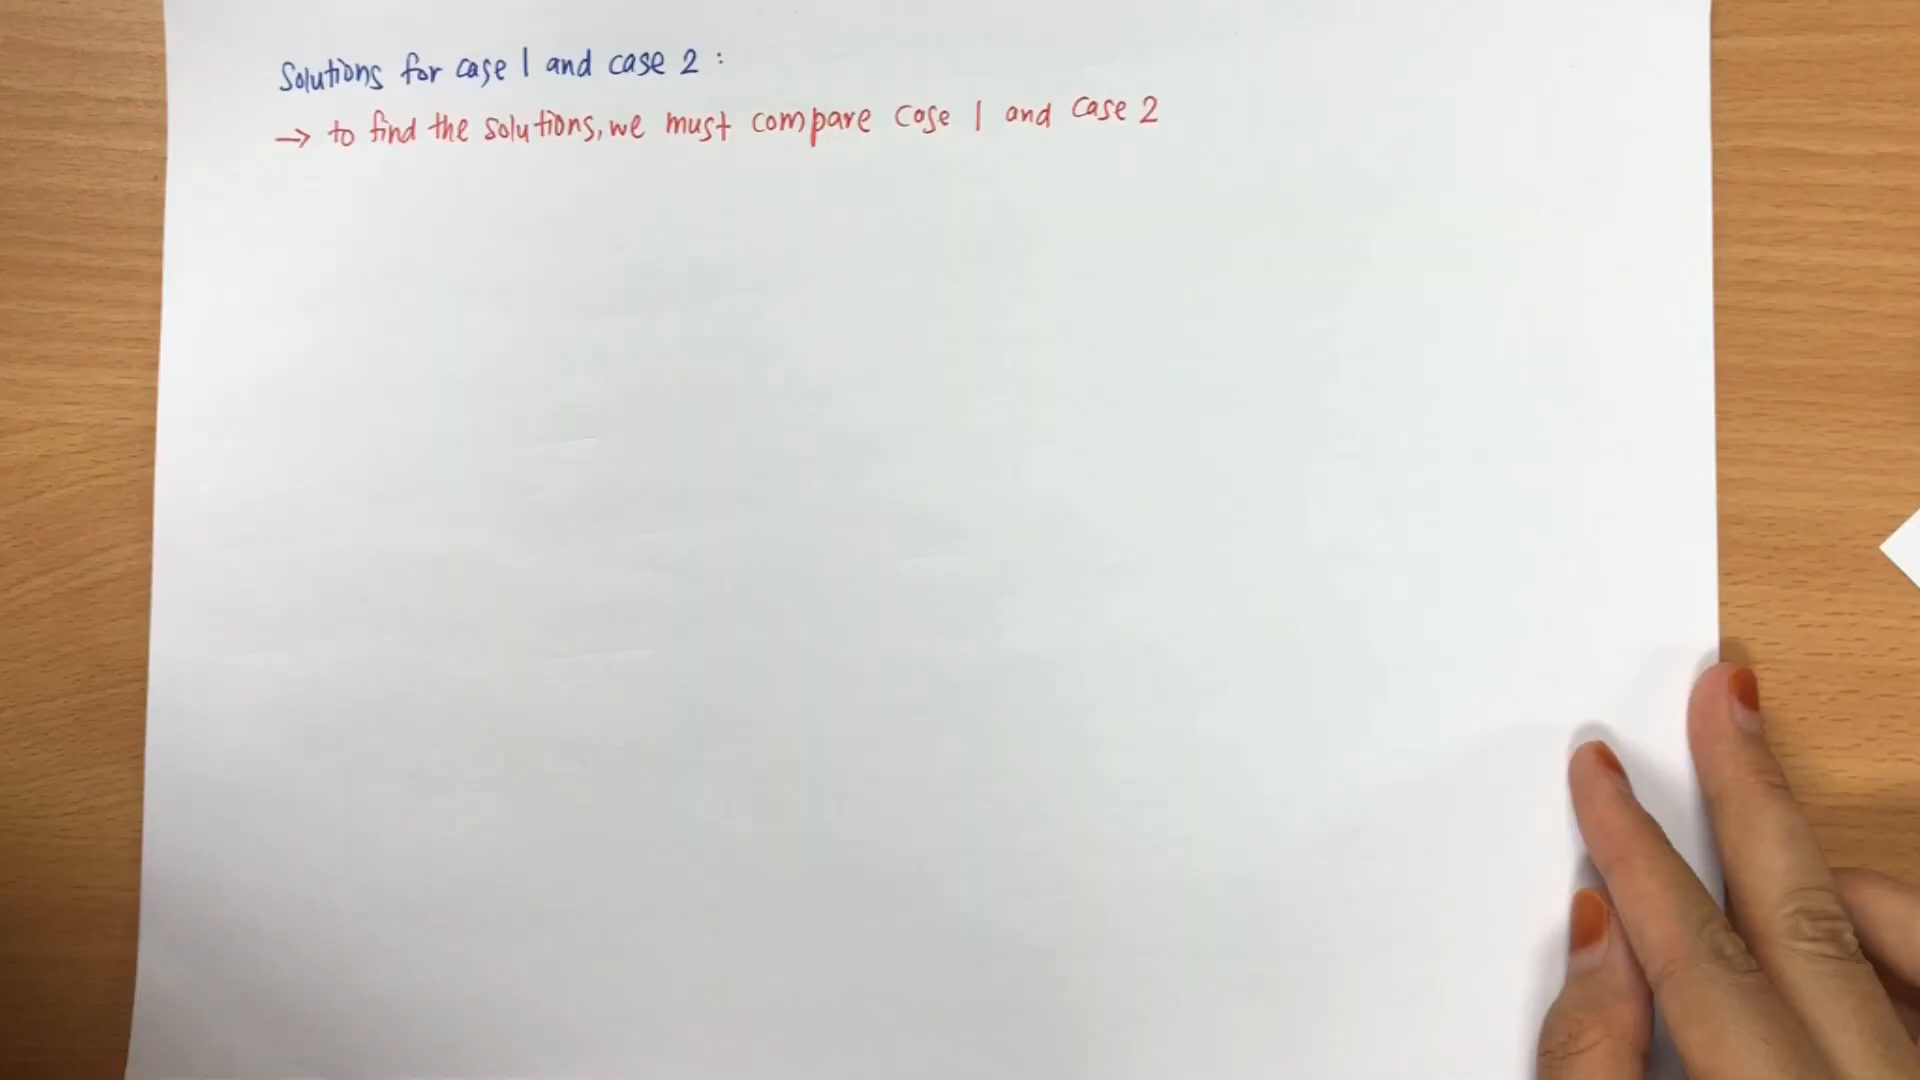 Solutions for case 1 and case 2 :
→ to find the solutions, we must compare case 1 and case 2